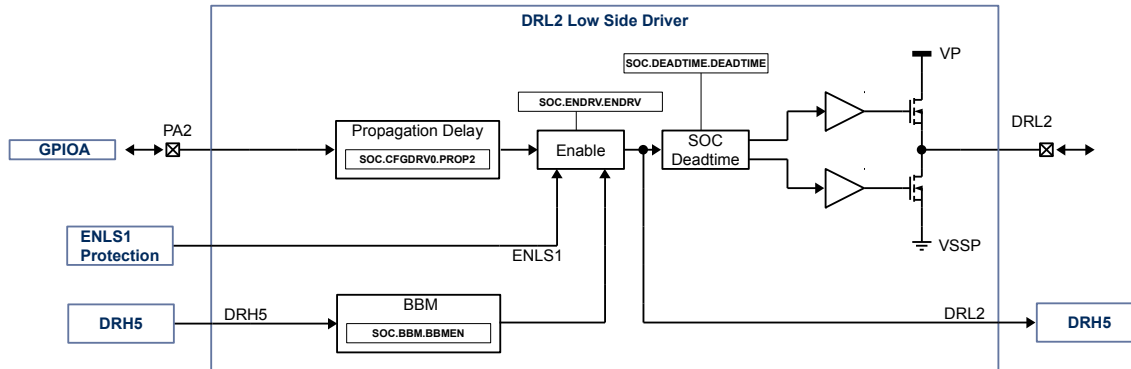 DRL2 Low Side Driver
SOC.DEADTIME.DEADTIME
VP
SOC.ENDRV.ENDRV
PA2
Propagation Delay
DRL2
GPIOA
SOC.CFGDRV0.PROP2
Enable
SOC
Deadtime
ENLS1
Protection
ENLS1
VSSP
BBM
DRH5
DRH5
SOC.BBM.BBMEN
DRL2
DRH5